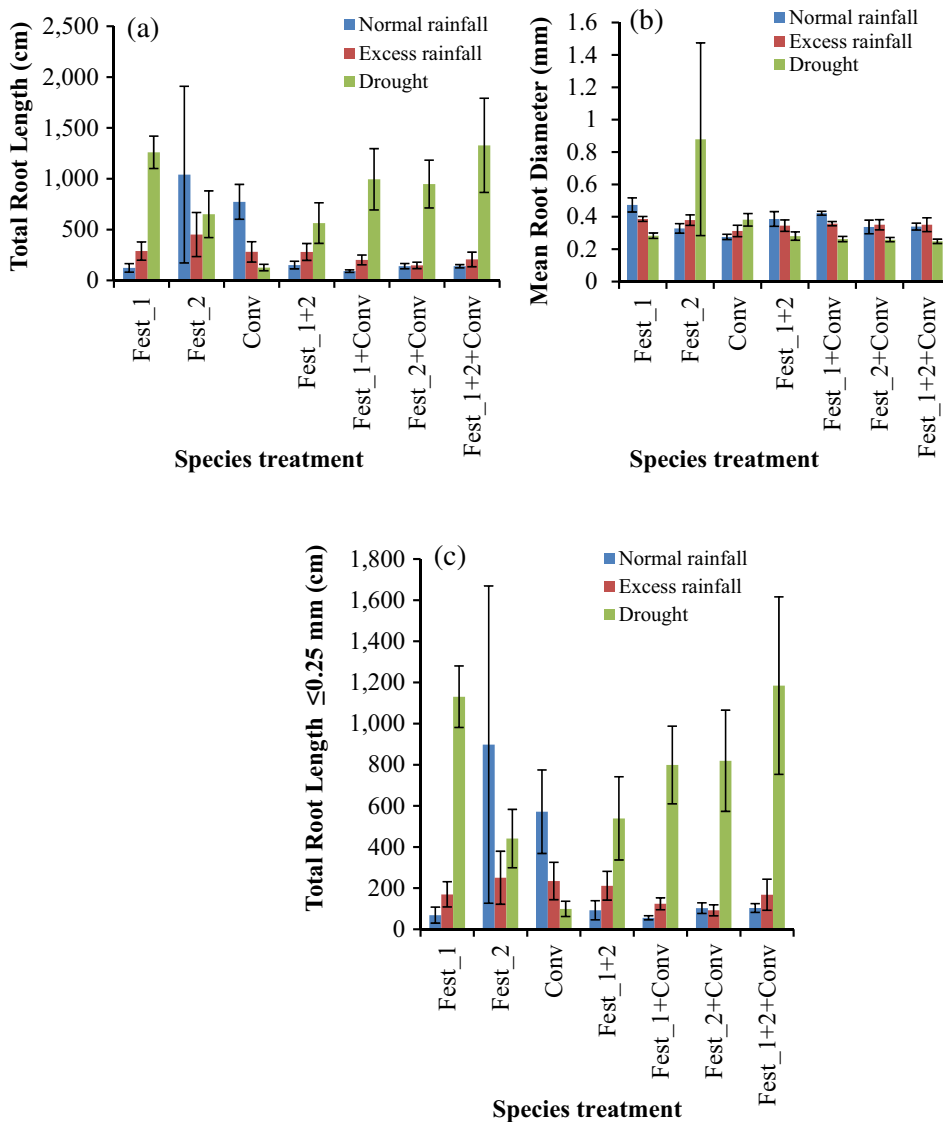 (a)
Total Root Length (cm)
2,500
2,000
1,500
1,000
500
0
Normal rainfall
Excess rainfall
Drought
Fest_1
Fest_2
Conv
Fest_1+2
Fest_1+Conv
Fest_2+Conv
Fest_1+2+Conv
Species treatment
(b)
Mean Root Diameter (mm)
1.6
1.4
1.2
1
0.8
0.6
0.4
0.2
0
Normal rainfall
Excess rainfall
Drought
Fest_1
Fest_2
Conv
Fest_1+2
Fest_1+Conv
Fest_2+Conv
Fest_1+2+Conv
Species treatment
(c)
Total Root Length ≤0.25 mm (cm)
1,800
1,600
1,400
1,200
1,000
800
600
400
200
0
Normal rainfall
Excess rainfall
Drought
Fest_1
Fest_2
Conv
Fest_1+2
Fest_1+Conv
Fest_2+Conv
Fest_1+2+Conv
Species treatment